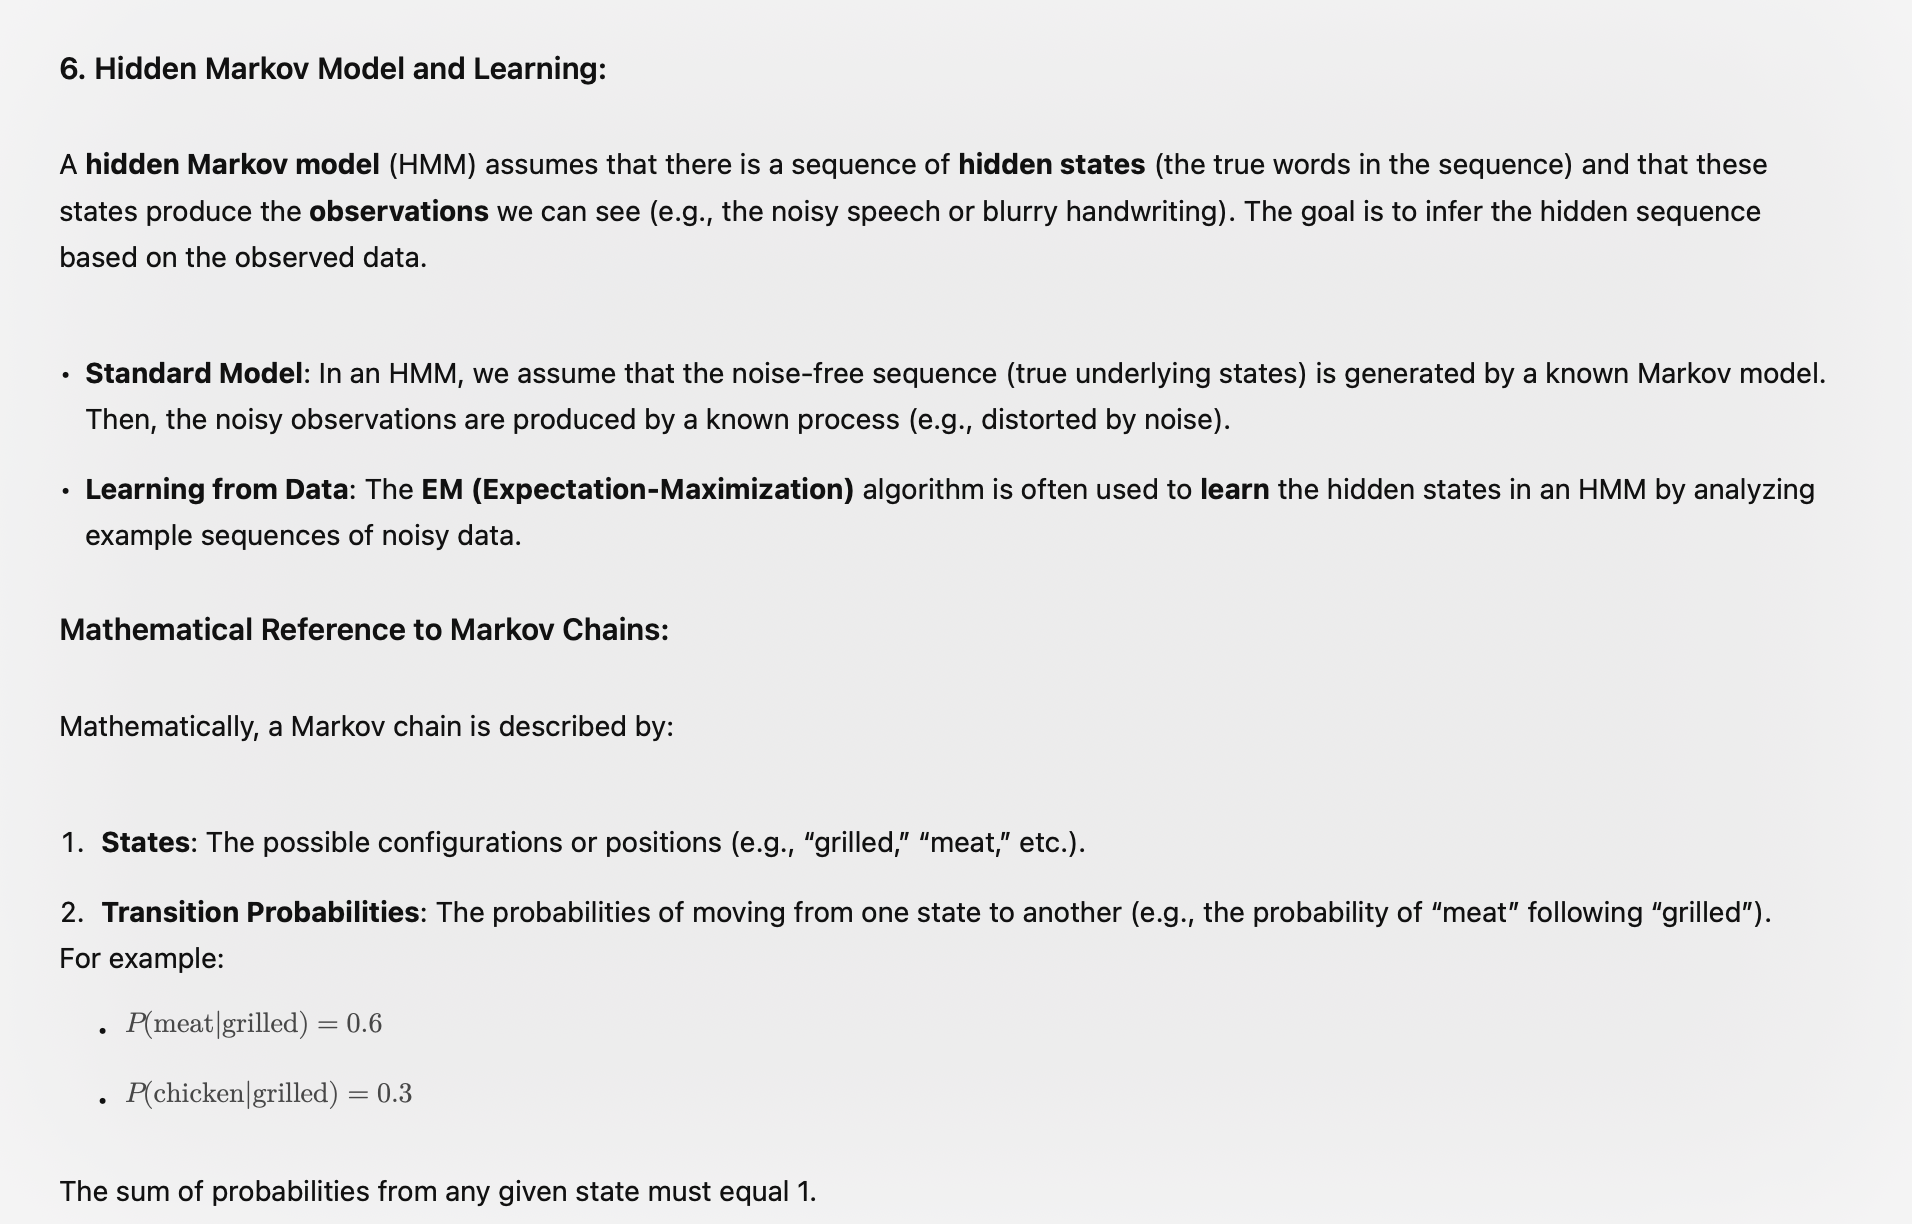 6. Hidden Markov Model and Learning:
A hidden Markov model (HMM) assumes that there is a sequence of hidden states (the true words in the sequence) and that these
states produce the observations we can see (e.g., the noisy speech or blurry handwriting). The goal is to infer the hidden sequence
based on the observed data.
• Standard Model: In an HMM, we assume that the noise-free sequence (true underlying states) is generated by a known Markov model.
Then, the noisy observations are produced by a known process (e.g., distorted by noise).
• Learning from Data: The EM (Expectation-Maximization) algorithm is often used to learn the hidden states in an HMM by analyzing
example sequences of noisy data.
Mathematical Reference to Markov Chains:
Mathematically, a Markov chain is described by:
1. States: The possible configurations or positions (e.g., “grilled,” “meat,” etc.).
2. Transition Probabilities: The probabilities of moving from one state to another (e.g., the probability of “meat” following “grilled”).
For example:
• P(meat|grilled) = 0.6
• P(chicken|grilled) = 0.3
The sum of probabilities from any given state must equal 1.